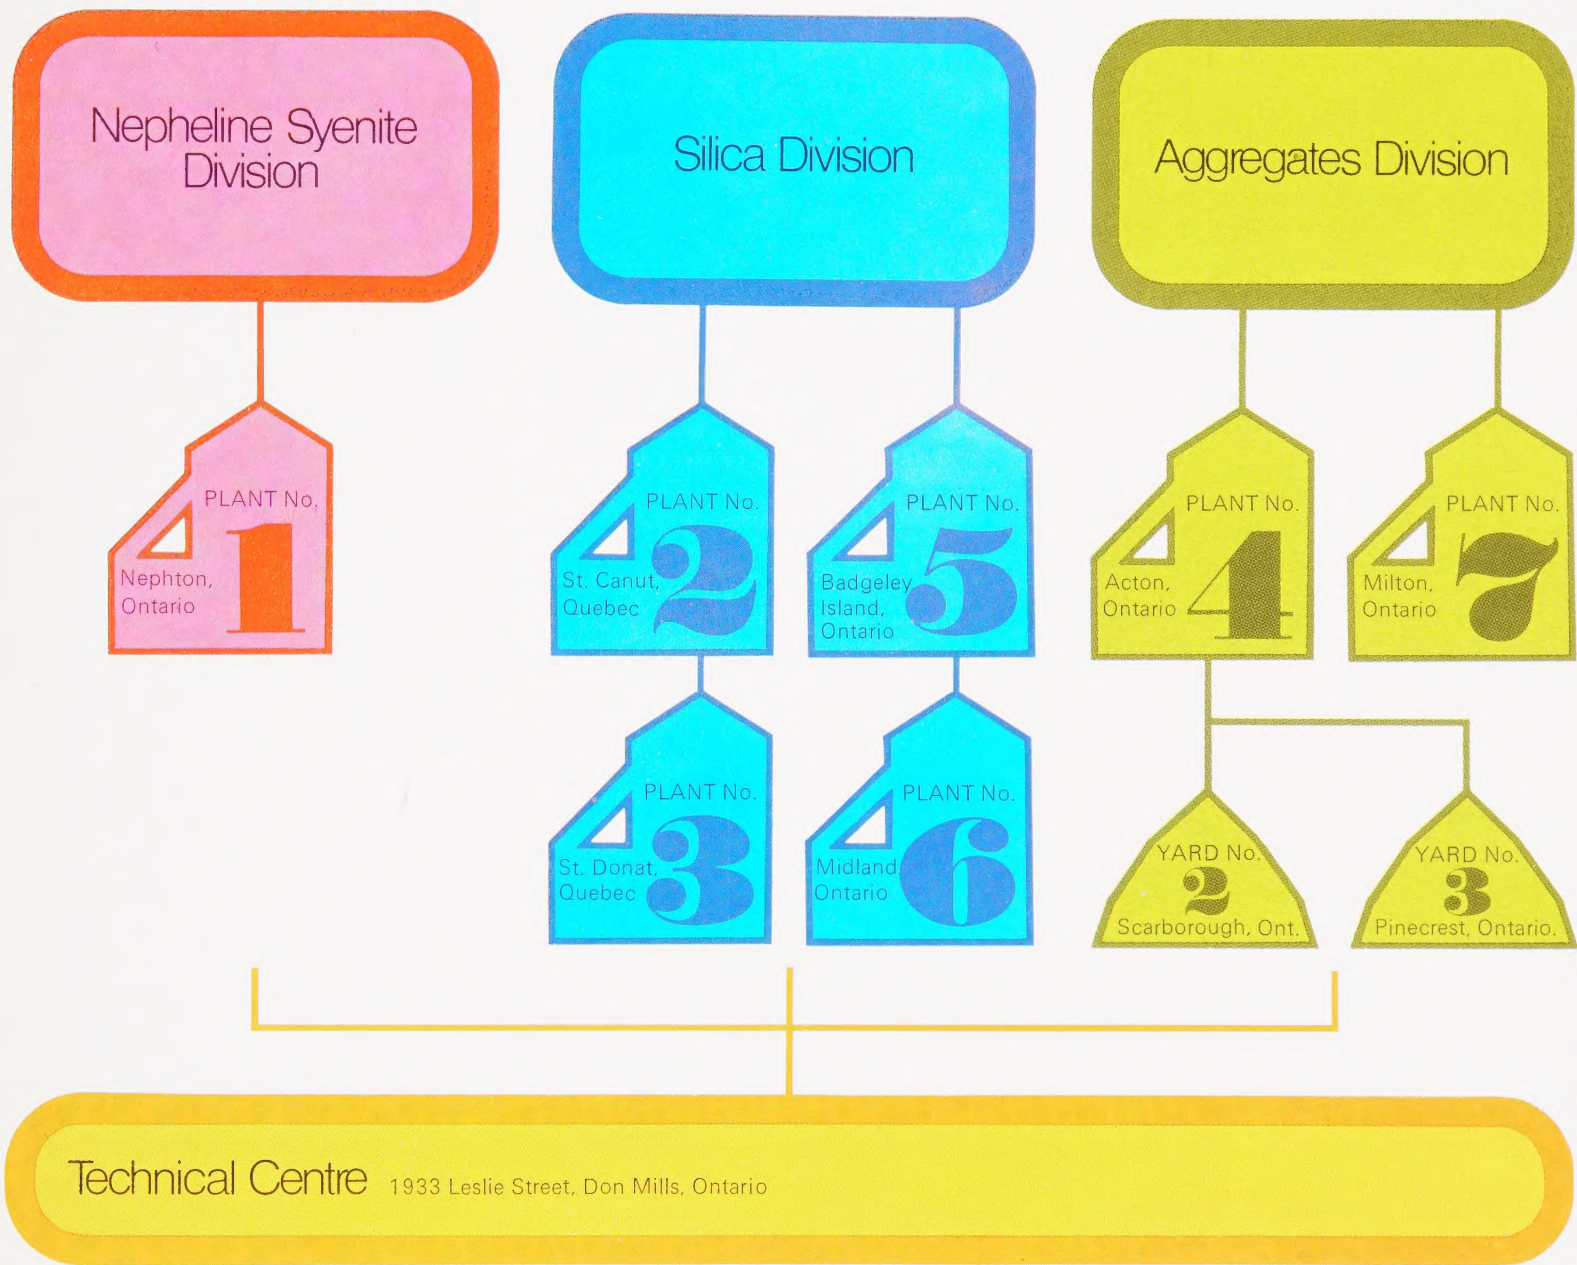 Nepheline Syenite
Division
Silica Division
Aggregates Division
PLANT No.
1
Nephton,
Ontario
PLANT No.
2
St. Canut,
Quebec
PLANT No.
5
Badgeley
Island,
Ontario
PLANT No.
4
Acton,
Ontario
PLANT No.
7
Milton,
Ontario
PLANT No.
3
St. Donat,
Quebec
PLANT No.
6
Midland
Ontario
YARD No.
2
Scarborough, Ont.
YARD No.
3
Pinecrest, Ontario.
Technical Centre 1933 Leslie Street, Don Mills, Ontario